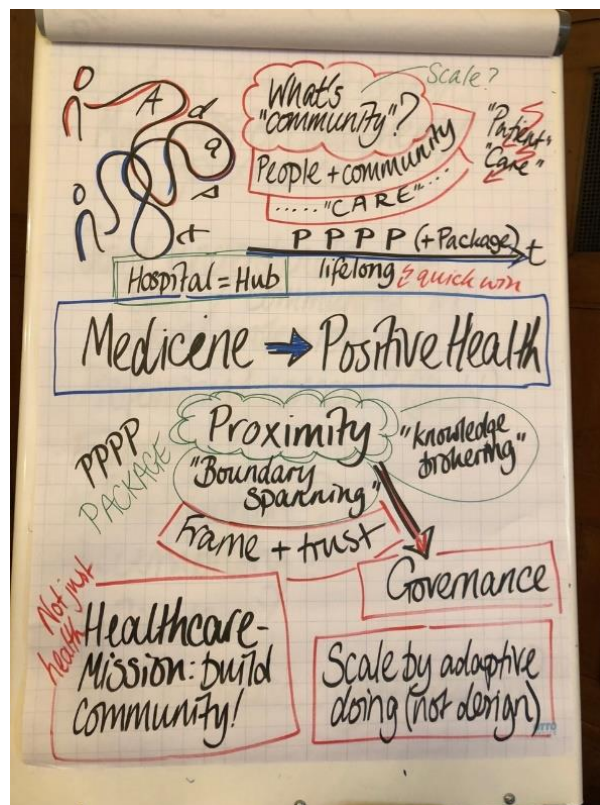 A
d
a
p
t
What's
"community"?
Scale?
People + community
....."CARE"....
"Patient"
"Care"
P P P P (+Package) t
Hospital = Hub
lifelong
quick win
Medicine → Positive Health
PPPP
PACKAGE
Proximity
"Boundary
spanning"
"Knowledge
brokering"
Frame + trust
Governance
Not just
health
Healthcare-
Mission: build
Community!
Scale by adaptive
doing (not design)